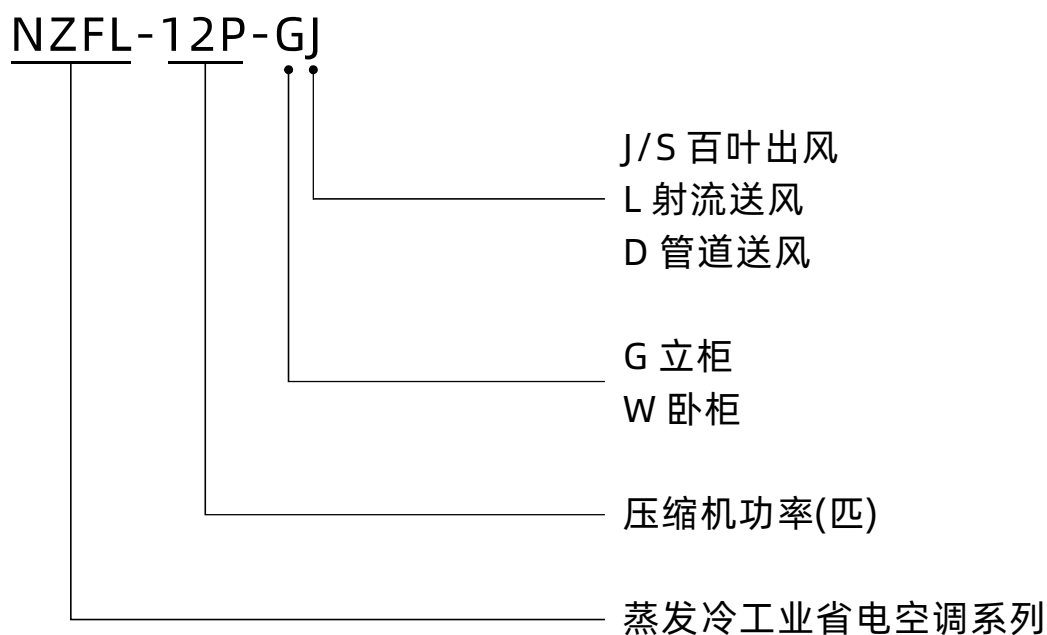 NZFL-12P-GJ
J/S 百叶出风
L 射流送风
D 管道送风
G 立柜
W 卧柜
压缩机功率(匹)
蒸发冷工业省电空调系列